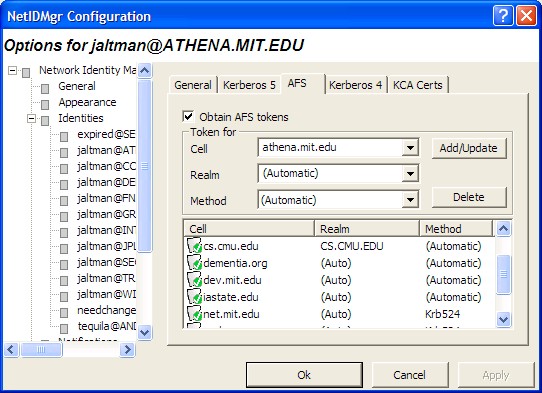 NetIDMgr Configuration
Options for jaltman@ATHENA.MIT.EDU
Network Identity Ma
General
Appearance
Identities
expired@SE
jaltman@AT
jaltman@CC
jaltman@DE
jaltman@FN
jaltman@GR
jaltman@INT
jaltman@JPL
jaltman@SEC
jaltman@TR
jaltman@WI
needchange
tequila@AND
General Kerberos 5 AFS Kerberos 4 KCA Certs
Obtain AFS tokens
Token for
Cell athena.mit.edu Add/Update
Realm (Automatic)
Method (Automatic) Delete
Cell Realm Method
cs.cmu.edu CS.CMU.EDU (Automatic)
dementia.org (Auto) (Automatic)
dev.mit.edu (Auto) (Automatic)
iastate.edu (Auto) (Automatic)
net.mit.edu (Auto) Krb524
Ok Cancel Apply